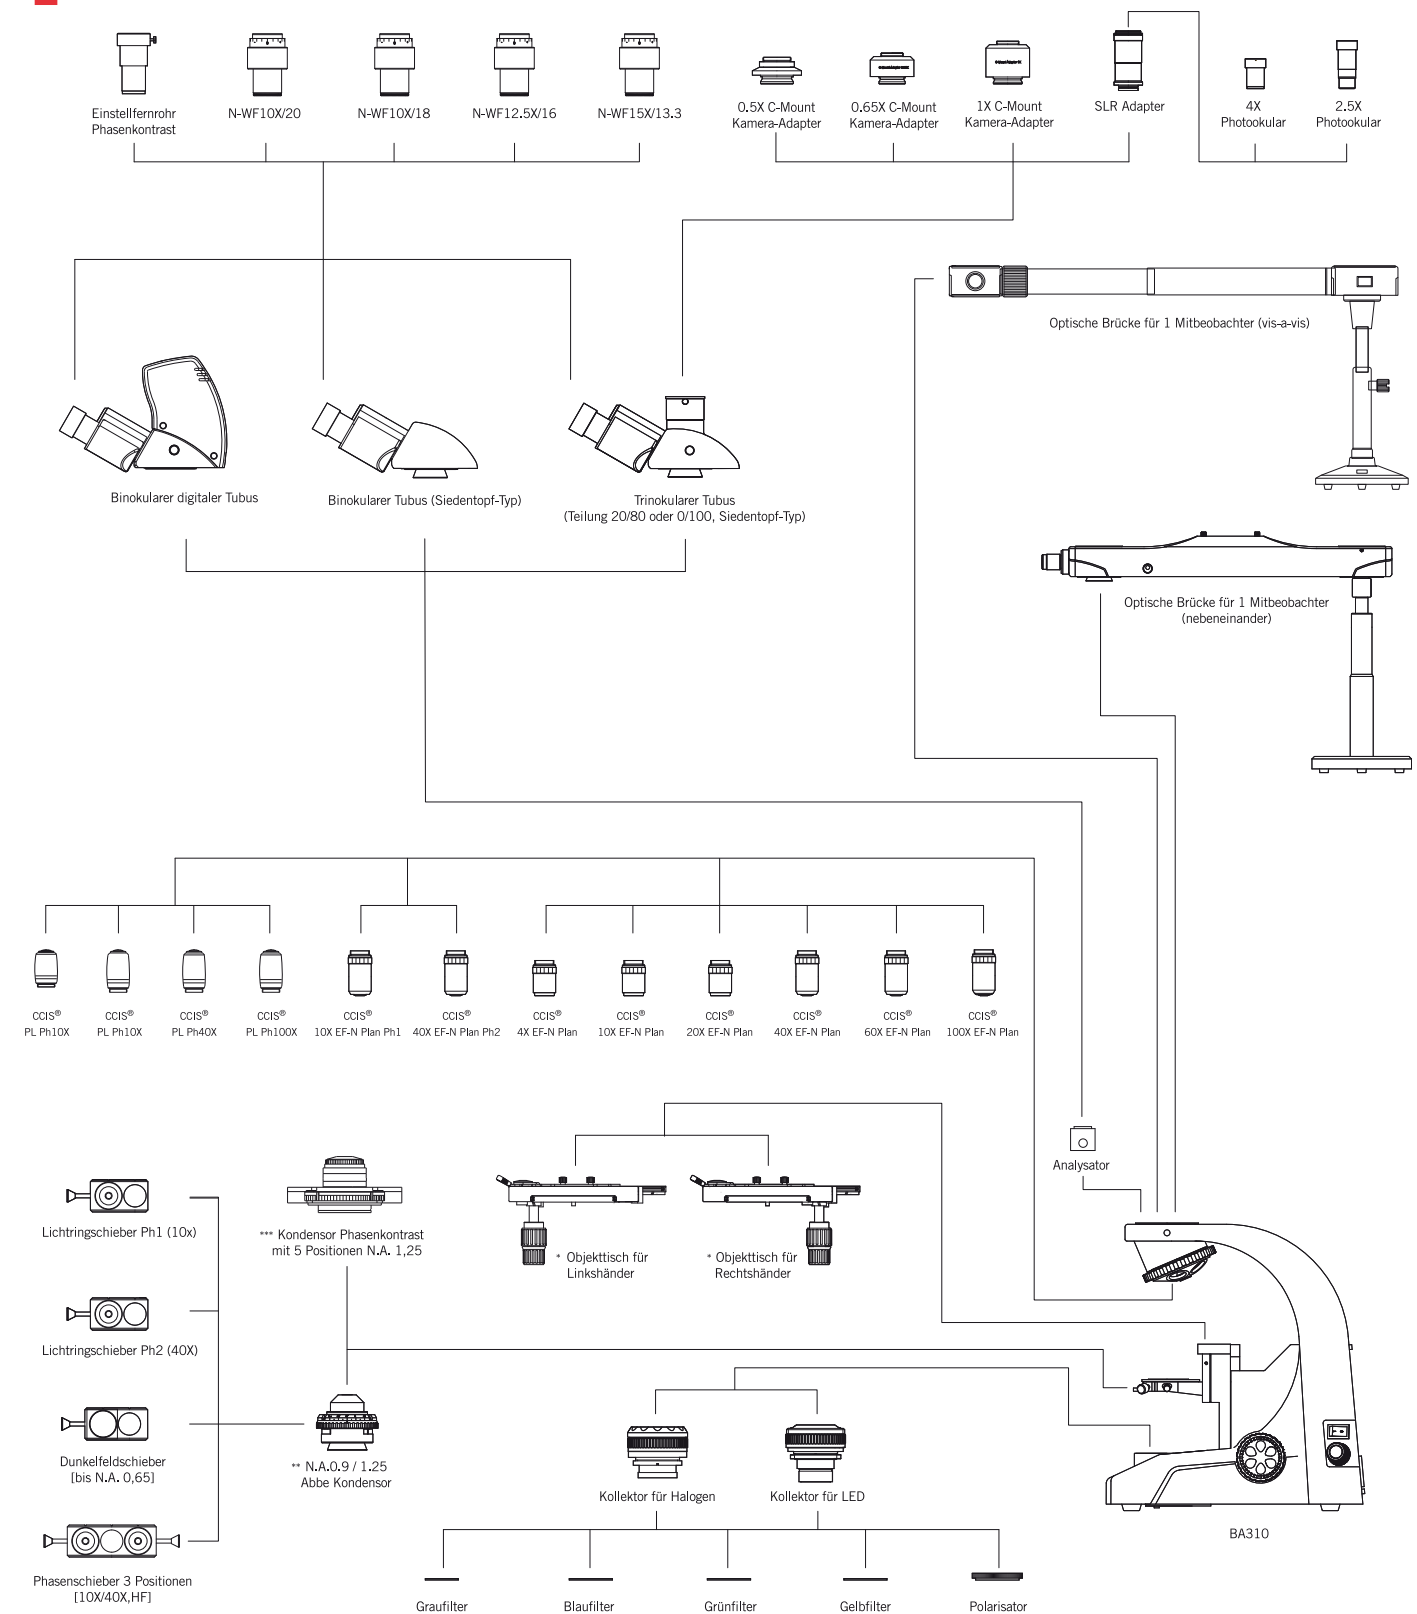 Einstellfernrohr
Phasenkontrast
N-WF10X/20
N-WF10X/18
N-WF12.5X/16
N-WF15X/13.3
0.5X C-Mount
Kamera-Adapter
0.65X C-Mount
Kamera-Adapter
1X C-Mount
Kamera-Adapter
SLR Adapter
4X
Photookular
2.5X
Photookular
Optische Brücke für 1 Mitbeobachter (vis-a-vis)
Binokularer digitaler Tubus
Binokularer Tubus (Siedentopf-Typ)
Trinokularer Tubus
(Teilung 20/80 oder 0/100, Siedentopf-Typ)
Optische Brücke für 1 Mitbeobachter
(nebeneinander)
CCIS®
PL Ph10X
CCIS®
PL Ph10X
CCIS®
PL Ph40X
CCIS®
PL Ph100X
CCIS®
10X EF-N Plan Ph1
CCIS®
40X EF-N Plan Ph2
CCIS®
4X EF-N Plan
CCIS®
10X EF-N Plan
CCIS®
20X EF-N Plan
CCIS®
40X EF-N Plan
CCIS®
60X EF-N Plan
CCIS®
100X EF-N Plan
Analysator
Lichtringschieber Ph1 (10x)
*** Kondensor Phasenkontrast
mit 5 Positionen N.A. 1,25
* Objekttisch für
Linkshänder
* Objekttisch für
Rechtshänder
Lichtringschieber Ph2 (40X)
Dunkelfeldschieber
[bis N.A. 0,65]
** N.A.0.9 / 1.25
Abbe Kondensor
Kollektor für Halogen
Kollektor für LED
BA310
Phasenschieber 3 Positionen
[10X/40X,HF]
Graufilter
Blaufilter
Grünfilter
Gelbfilter
Polarisator